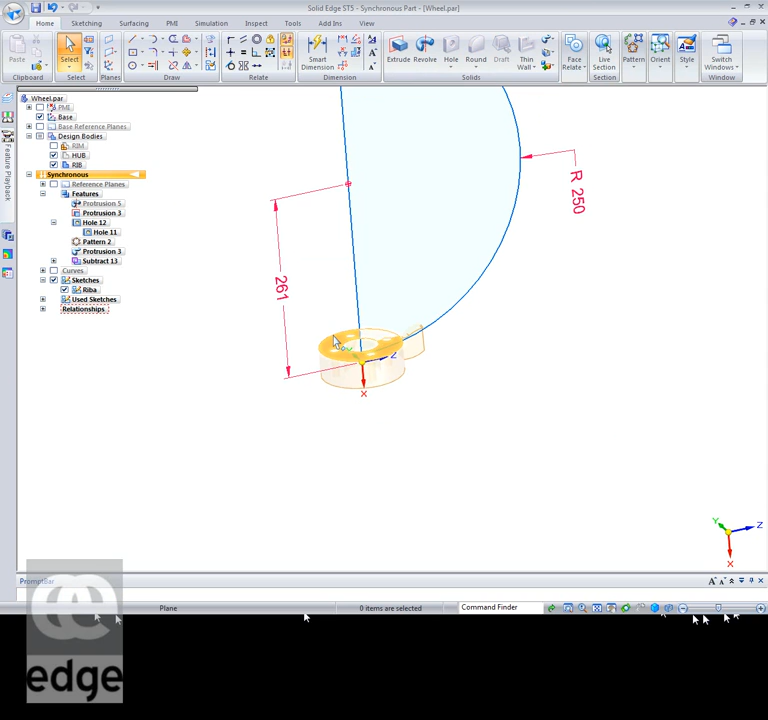 Solid Edge ST5 - Synchronous Part - [Wheel.par]
Home Sketching Surfacing PMI Simulation Inspect Tools Add Ins View
Paste Select Smart Dimension Extrude Revolve Hole Round Draft Thin Wall Face Relate Live Section Pattern Orient Style Switch Windows
Clipboard Select Planes Draw Relate Dimension Solids Section Window
Wheel.par
PMI
Base
Base Reference Planes
Design Bodies
RIM
HUB
RIB
Synchronous
Reference Planes
Features
Protrusion 5
Protrusion 3
Hole 12
Hole 11
Pattern 2
Protrusion 3
Subtract 13
Curves
Sketches
Riba
Used Sketches
Relationships
Feature Playback
R 250
261
Z
X
Y
Z
X
PromptBar
Plane 0 items are selected Command Finder
edge